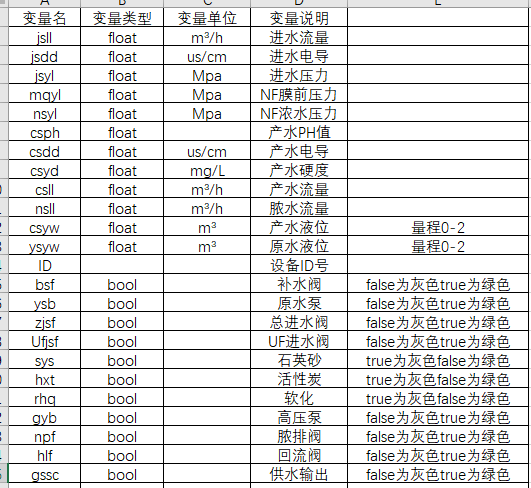 A B C D E
变量名 变量类型 变量单位 变量说明
jsll float m³/h 进水流量
jsdd float us/cm 进水电导
jsyl float Mpa 进水压力
mqyl float Mpa NF膜前压力
nsyl float Mpa NF浓水压力
csph float 产水PH值
csdd float us/cm 产水电导
csyd float mg/L 产水硬度
csll float m³/h 产水流量
nsll float m³/h 脓水流量
csyw float m³ 产水液位 量程0-2
ysyw float m³ 原水液位 量程0-2
ID 设备ID号
bsf bool 补水阀 false为灰色true为绿色
ysb bool 原水泵 false为灰色true为绿色
zjsf bool 总进水阀 false为灰色true为绿色
Ufjsf bool UF进水阀 false为灰色true为绿色
sys bool 石英砂 true为灰色false为绿色
hxt bool 活性炭 true为灰色false为绿色
rhq bool 软化 true为灰色false为绿色
gyb bool 高压泵 false为灰色true为绿色
npf bool 脓排阀 false为灰色true为绿色
hlf bool 回流阀 false为灰色true为绿色
gssc bool 供水输出 false为灰色true为绿色